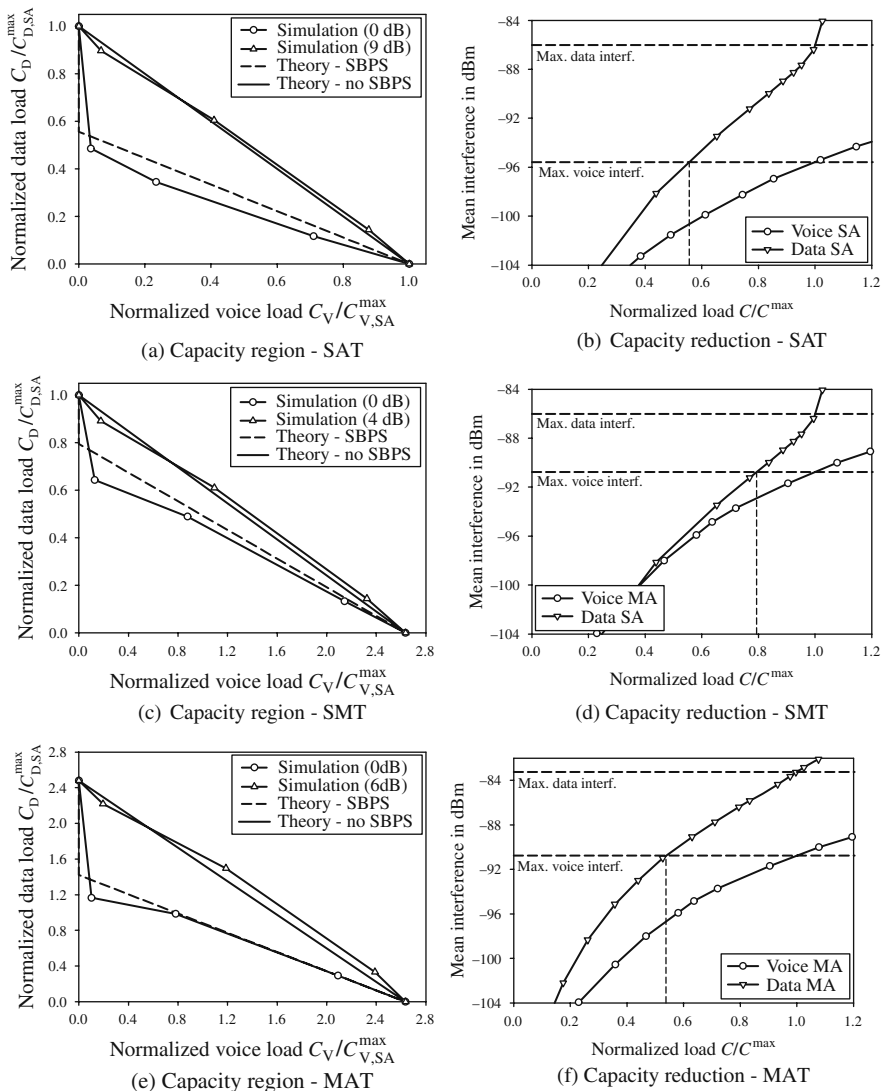 Normalized data load C_D/C_{D,SA}^{max}
1.0
0.8
0.6
0.4
0.2
0.0
Simulation (0 dB)
Simulation (9 dB)
Theory - SBPS
Theory - no SBPS
0.0 0.2 0.4 0.6 0.8 1.0
Normalized voice load C_V/C_{V,SA}^{max}
(a) Capacity region - SAT
Mean interference in dBm
−84
−88
−92
−96
−100
−104
Max. data interf.
Max. voice interf.
Voice SA
Data SA
0.0 0.2 0.4 0.6 0.8 1.0 1.2
Normalized load C/C^{max}
(b) Capacity reduction - SAT
Normalized data load C_D/C_{D,SA}^{max}
1.0
0.8
0.6
0.4
0.2
0.0
Simulation (0 dB)
Simulation (4 dB)
Theory - SBPS
Theory - no SBPS
0.0 0.4 0.8 1.2 1.6 2.0 2.4 2.8
Normalized voice load C_V/C_{V,SA}^{max}
(c) Capacity region - SMT
Mean interference in dBm
−84
−88
−92
−96
−100
−104
Max. data interf.
Max. voice interf.
Voice MA
Data SA
0.0 0.2 0.4 0.6 0.8 1.0 1.2
Normalized load C/C^{max}
(d) Capacity reduction - SMT
Normalized data load C_D/C_{D,SA}^{max}
2.8
2.4
2.0
1.6
1.2
0.8
0.4
0.0
Simulation (0dB)
Simulation (6dB)
Theory - SBPS
Theory - no SBPS
0.0 0.4 0.8 1.2 1.6 2.0 2.4 2.8
Normalized voice load C_V/C_{V,SA}^{max}
(e) Capacity region - MAT
Mean interference in dBm
−84
−88
−92
−96
−100
−104
Max. data interf.
Max. voice interf.
Voice MA
Data MA
0.0 0.2 0.4 0.6 0.8 1.0 1.2
Normalized load C/C^{max}
(f) Capacity reduction - MAT